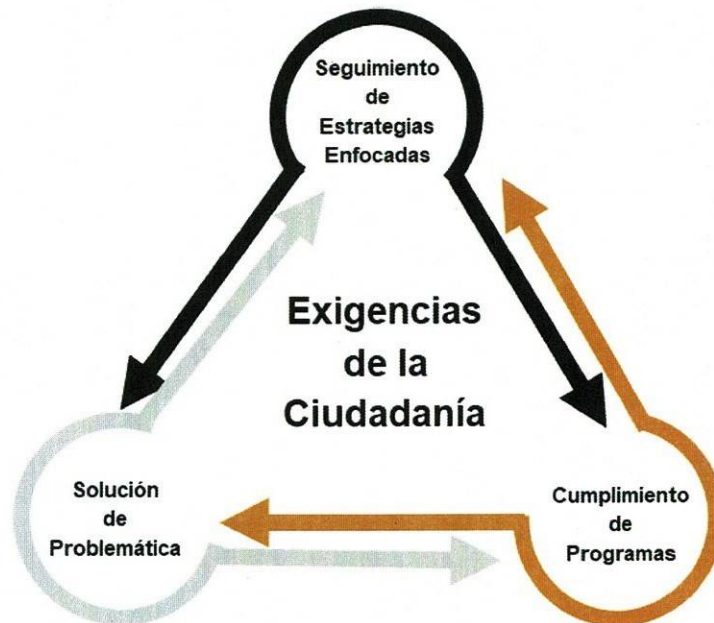 Seguimiento
de
Estrategias
Enfocadas
Exigencias
de la
Ciudadanía
Solución
de
Problemática
Cumplimiento
de
Programas